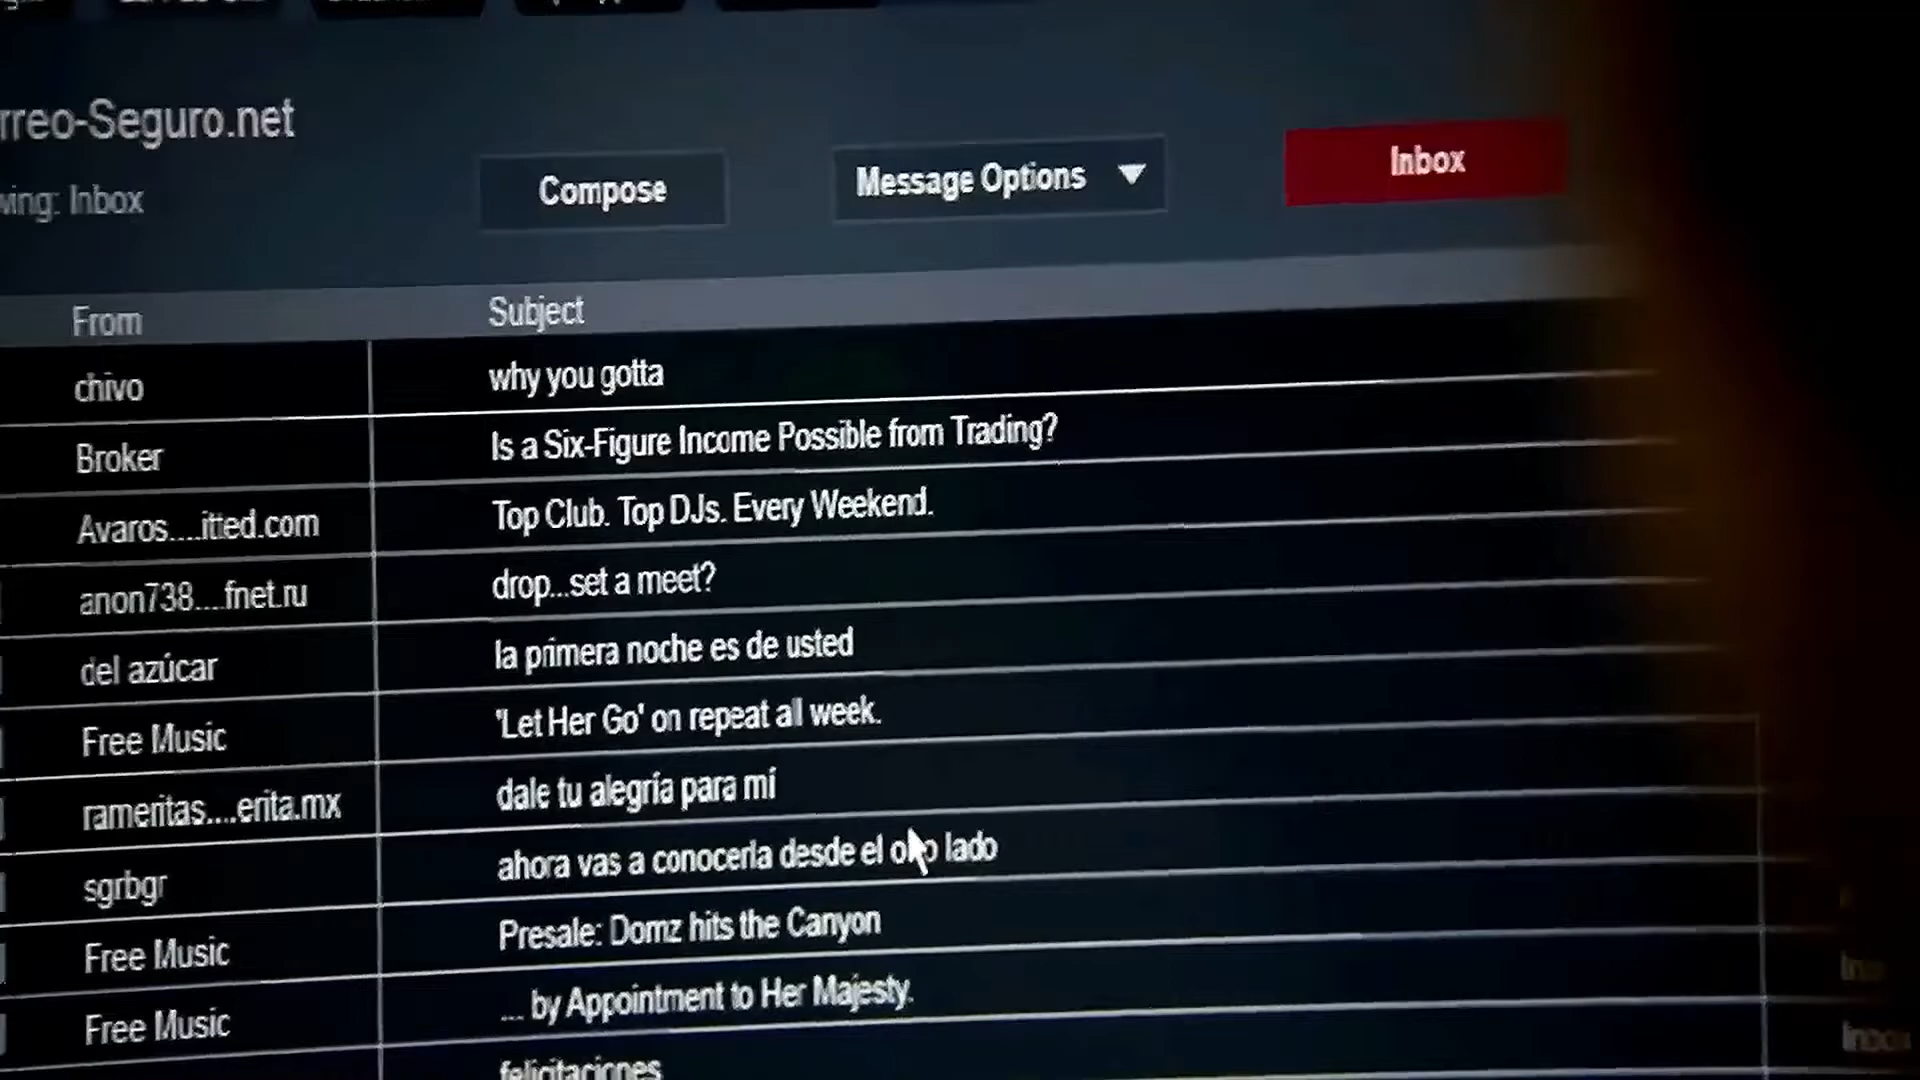 rreo-Seguro.net
wing: Inbox
Compose
Message Options
Inbox
From Subject
chivo why you gotta
Broker Is a Six-Figure Income Possible from Trading?
Avaros....itted.com Top Club. Top DJs. Every Weekend.
anon738....fnet.ru drop...set a meet?
del azúcar la primera noche es de usted
Free Music 'Let Her Go' on repeat all week.
rameritas....erita.mx dale tu alegría para mí
sgrbgr ahora vas a conocerla desde el otro lado
Free Music Presale: Domz hits the Canyon
Free Music ... by Appointment to Her Majesty.
felicitaciones
Inbox